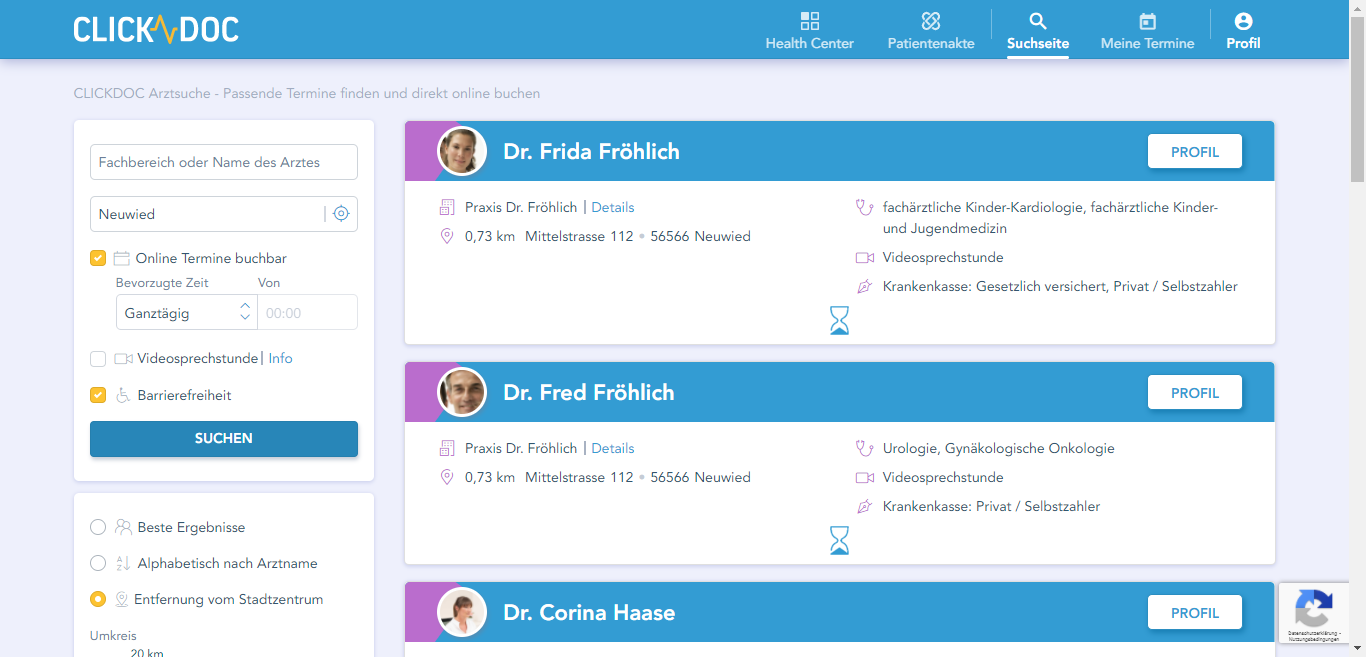 CLICKDOC
Health Center
Patientenakte
Suchseite
Meine Termine
Profil
CLICKDOC Arztsuche - Passende Termine finden und direkt online buchen
Fachbereich oder Name des Arztes
Neuwied
Online Termine buchbar
Bevorzugte Zeit Von
Ganztägig 00:00
Videosprechstunde | Info
Barrierefreiheit
SUCHEN
Beste Ergebnisse
Alphabetisch nach Arztname
Entfernung vom Stadtzentrum
Umkreis
20 km
Dr. Frida Fröhlich PROFIL
Praxis Dr. Fröhlich | Details
0,73 km Mittelstrasse 112 • 56566 Neuwied
fachärztliche Kinder-Kardiologie, fachärztliche Kinder-
und Jugendmedizin
Videosprechstunde
Krankenkasse: Gesetzlich versichert, Privat / Selbstzahler
Dr. Fred Fröhlich PROFIL
Praxis Dr. Fröhlich | Details
0,73 km Mittelstrasse 112 • 56566 Neuwied
Urologie, Gynäkologische Onkologie
Videosprechstunde
Krankenkasse: Privat / Selbstzahler
Dr. Corina Haase PROFIL
Datenschutzerklärung -
Nutzungsbedingungen